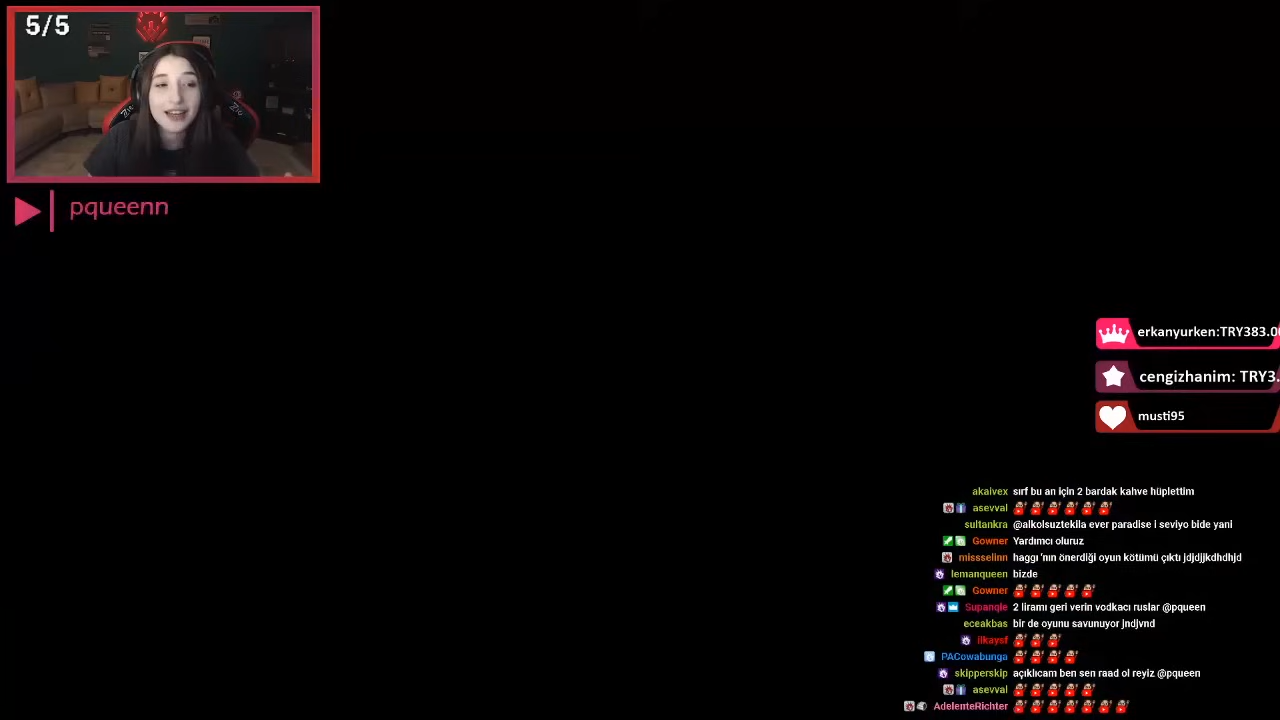 5/5
pqueenn
erkanyurken:TRY383.0
cengizhanim: TRY3.
musti95
akaivex sırf bu an için 2 bardak kahve hüplettim
asevval
sultankra @alkolsuztekila ever paradise i seviyo bide yani
Gowner Yardımcı oluruz
missselinn haggı 'nın önerdiği oyun kötümü çıktı jdjdjjkdhdhjd
lemanqueen bizde
Gowner
Supanqle 2 liramı geri verin vodkacı ruslar @pqueen
eceakbas bir de oyunu savunuyor jndjvnd
ilkaysf
PACowabunga
skipperskip açıklıcam ben sen raad ol reyiz @pqueen
asevval
AdelenteRichter